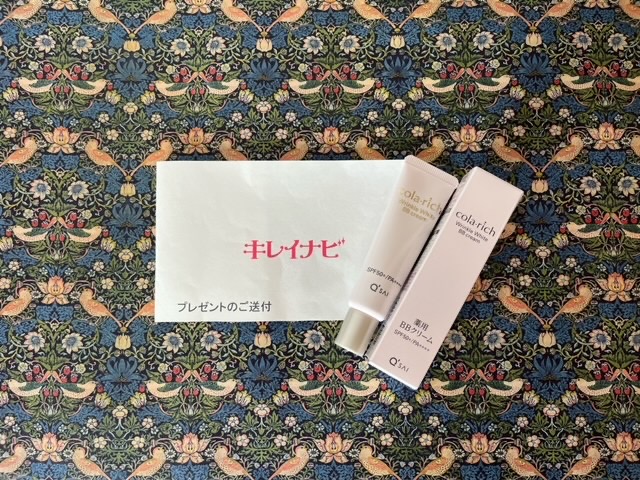 キレイナビ
プレゼントのご送付
cola·rich
Wrinkle White
BB cream
SPF50+/PA++++
Q'SAI
cola·rich
Wrinkle White
BB cream
薬用
BBクリーム
SPF50+/PA++++
Q'SAI